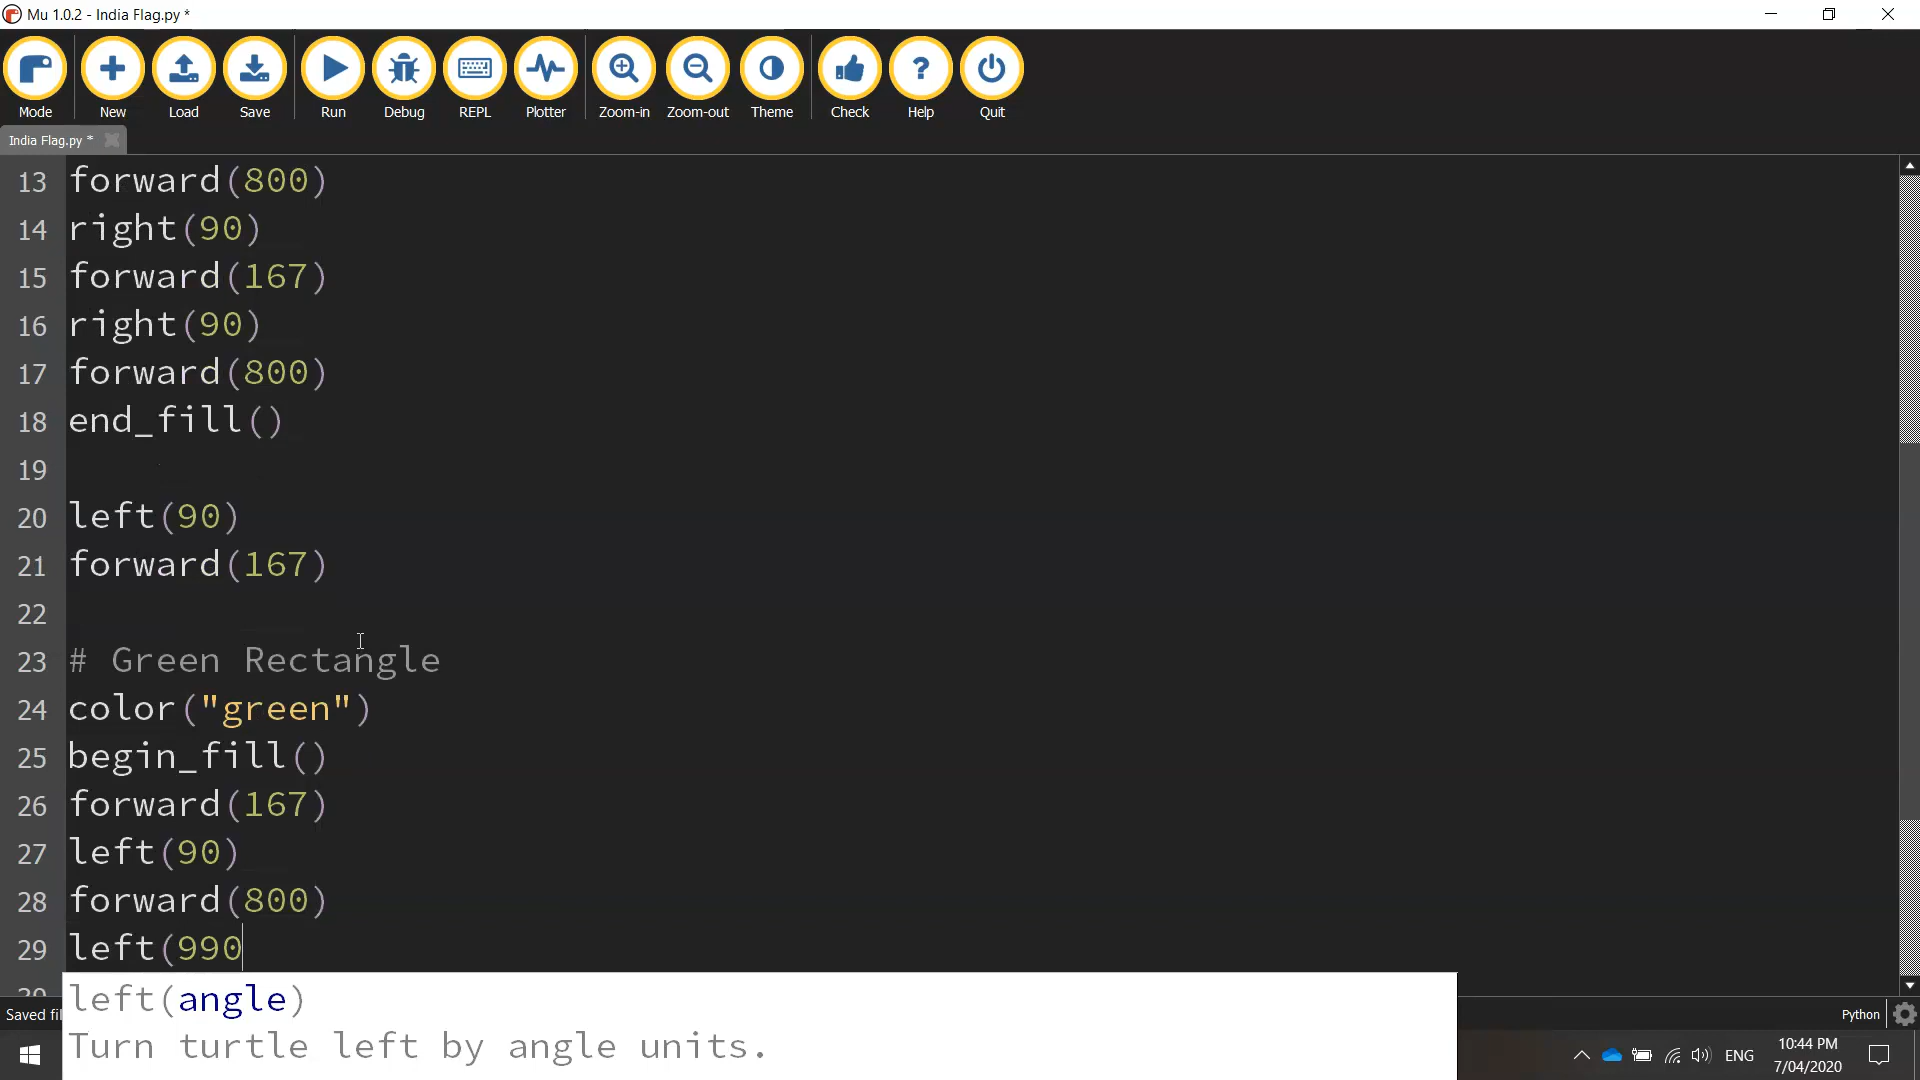 Mu 1.0.2 - India Flag.py *
Mode New Load Save Run Debug REPL Plotter Zoom-in Zoom-out Theme Check Help Quit
India Flag.py *
13 forward(800)
14 right(90)
15 forward(167)
16 right(90)
17 forward(800)
18 end_fill()
19
20 left(90)
21 forward(167)
22
23 # Green Rectangle
24 color("green")
25 begin_fill()
26 forward(167)
27 left(90)
28 forward(800)
29 left(990
left(angle)
Turn turtle left by angle units.
Saved fil
Python
ENG
10:44 PM
7/04/2020